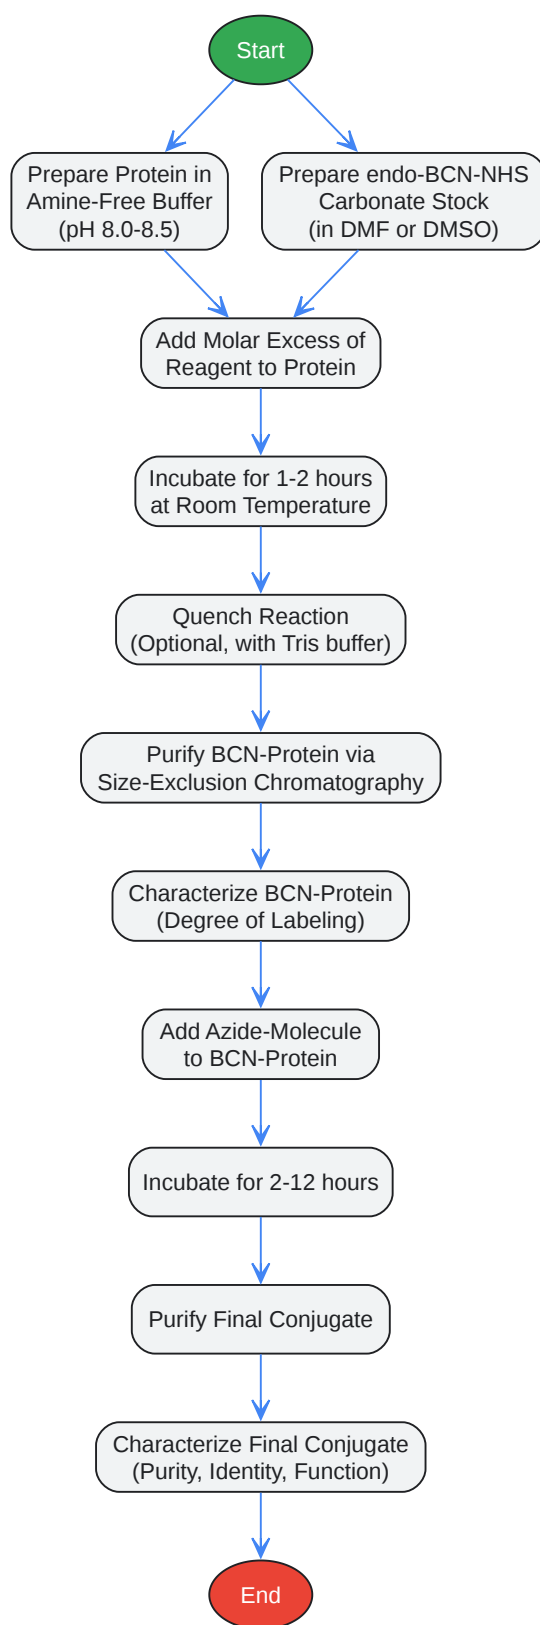 Start
Prepare Protein in
Amine-Free Buffer
(pH 8.0-8.5)
Prepare endo-BCN-NHS
Carbonate Stock
(in DMF or DMSO)
Add Molar Excess of
Reagent to Protein
Incubate for 1-2 hours
at Room Temperature
Quench Reaction
(Optional, with Tris buffer)
Purify BCN-Protein via
Size-Exclusion Chromatography
Characterize BCN-Protein
(Degree of Labeling)
Add Azide-Molecule
to BCN-Protein
Incubate for 2-12 hours
Purify Final Conjugate
Characterize Final Conjugate
(Purity, Identity, Function)
End